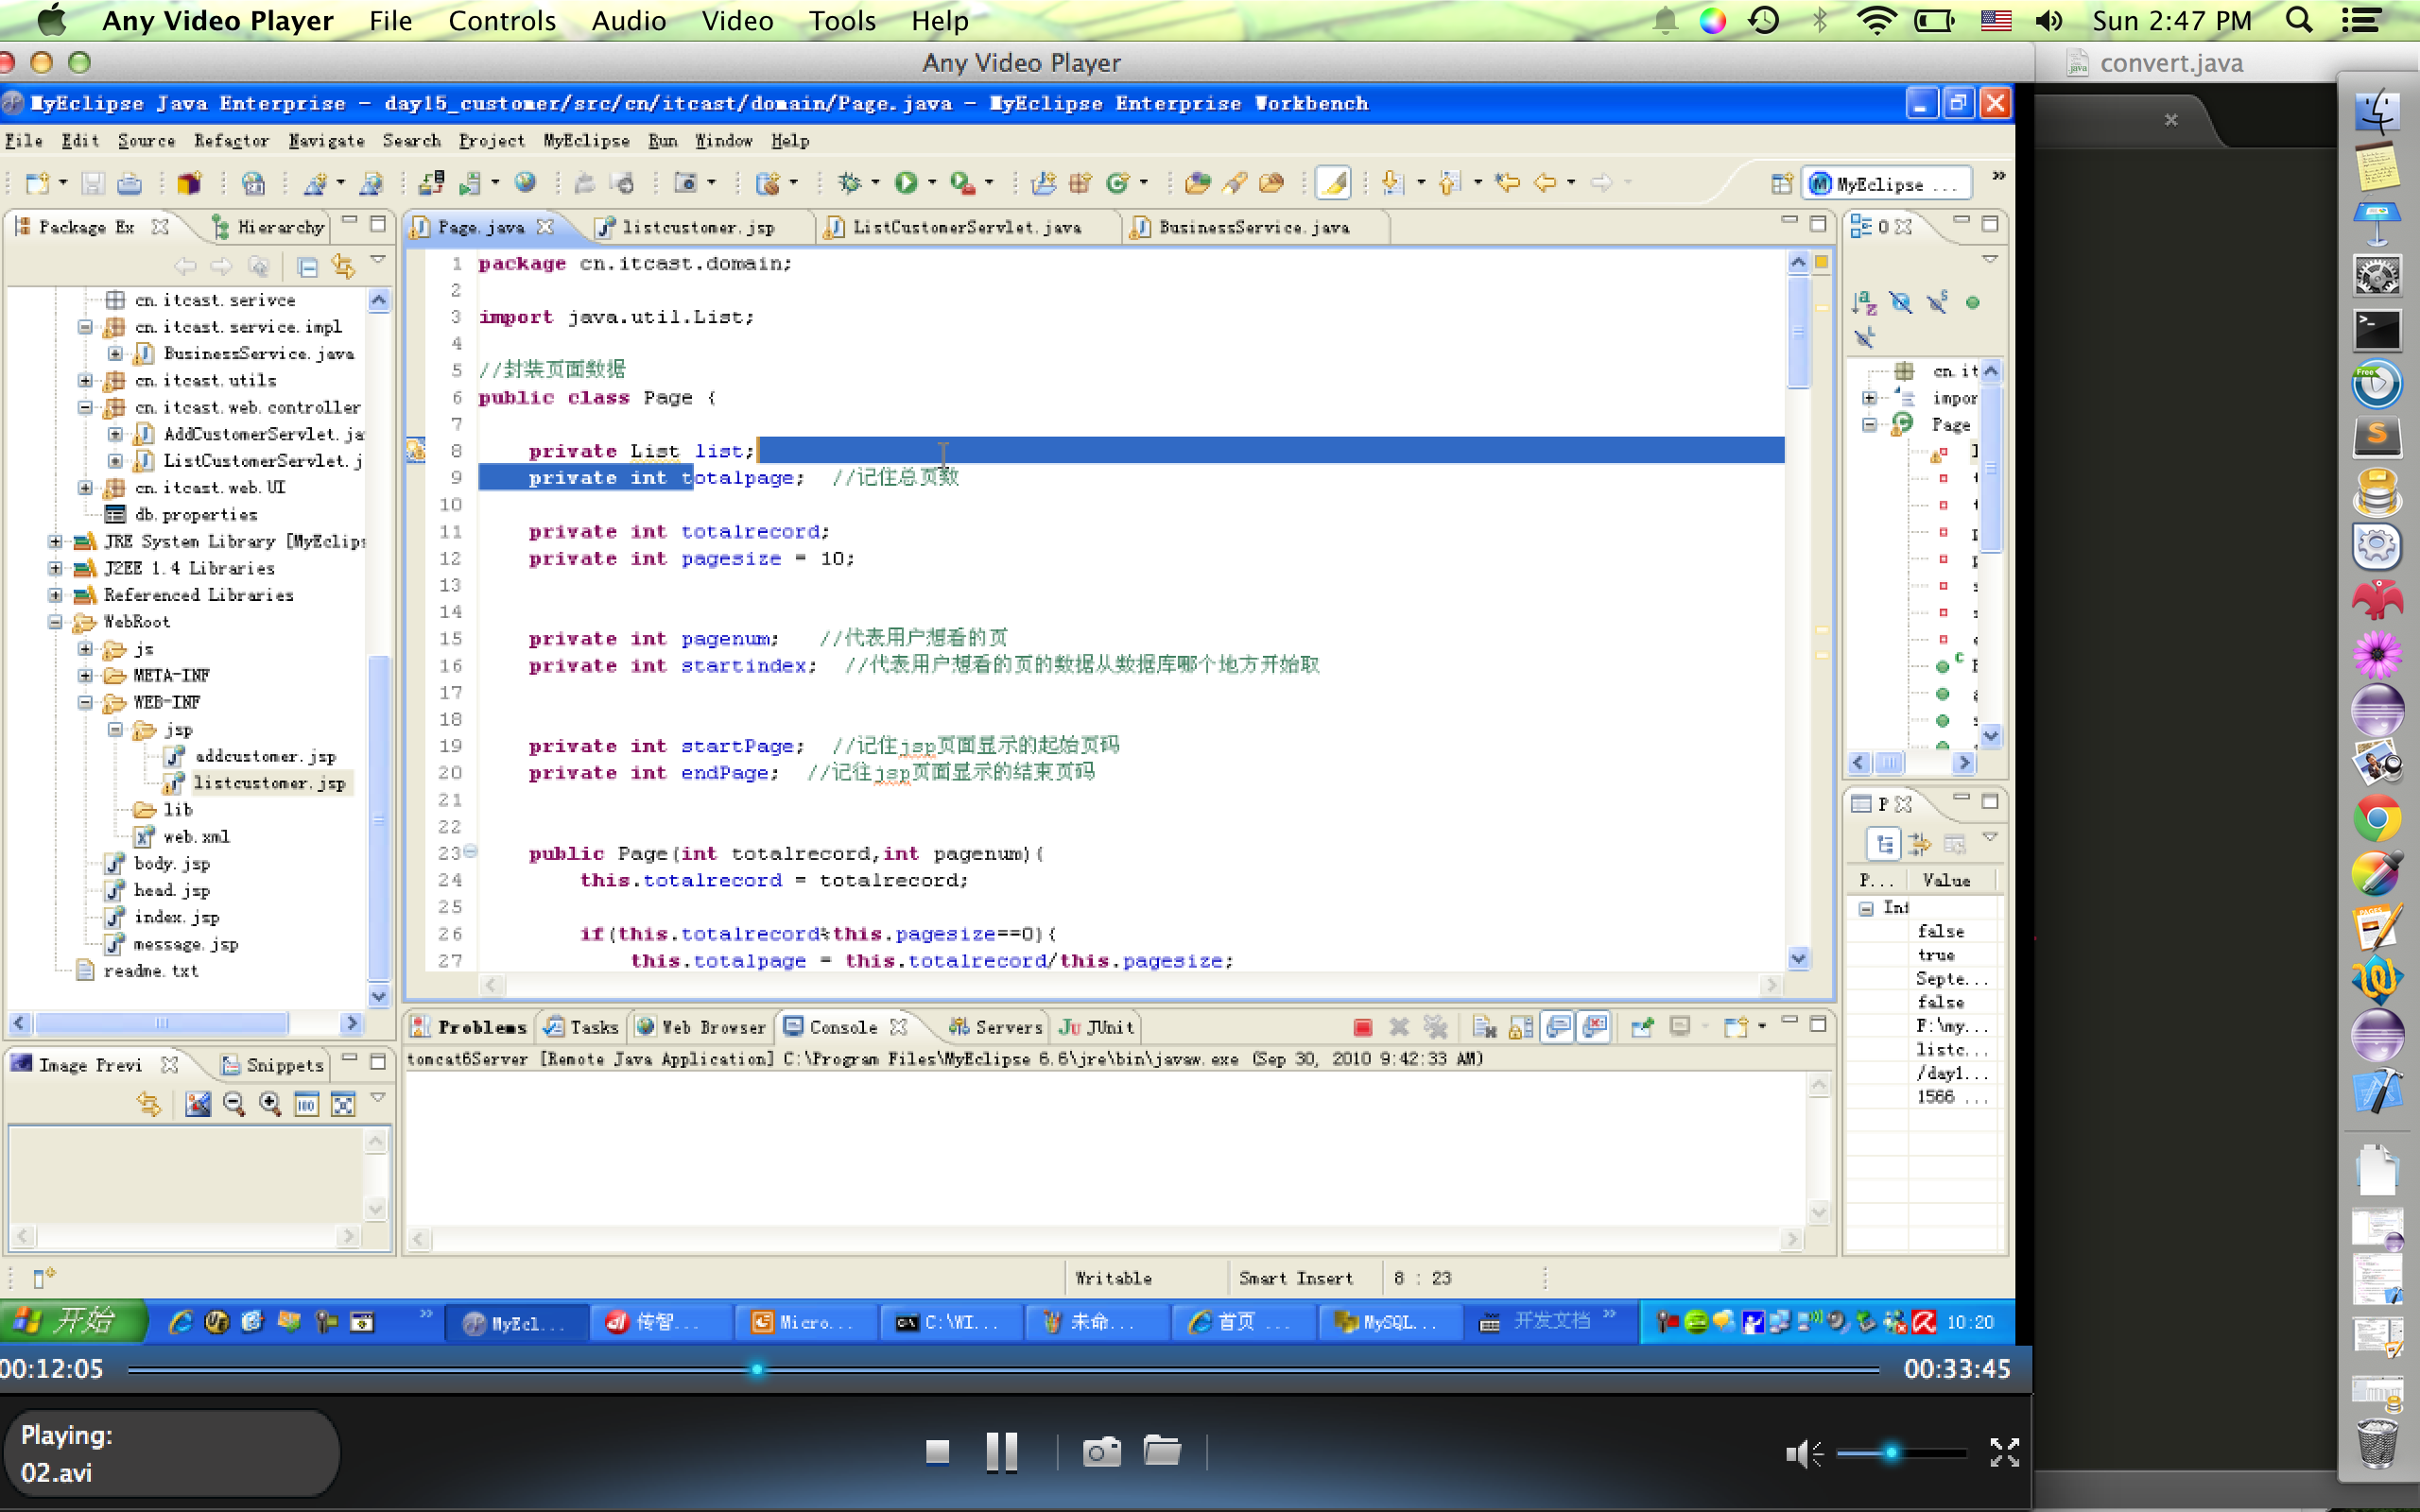 Any Video Player File Controls Audio Video Tools Help Sun 2:47 PM
Any Video Player
convert.java
MyEclipse Java Enterprise - day15_customer/src/cn/itcast/domain/Page.java - MyEclipse Enterprise Workbench
File Edit Source Refactor Navigate Search Project MyEclipse Run Window Help
MyEclipse ...
Package Ex Hierarchy
cn.itcast.serivce
cn.itcast.service.impl
BusinessService.java
cn.itcast.utils
cn.itcast.web.controller
AddCustomerServlet.ja
ListCustomerServlet.j
cn.itcast.web.UI
db.properties
JRE System Library [MyEclips
J2EE 1.4 Libraries
Referenced Libraries
WebRoot
js
META-INF
WEB-INF
jsp
addcustomer.jsp
listcustomer.jsp
lib
web.xml
body.jsp
head.jsp
index.jsp
message.jsp
readme.txt
Image Previ Snippets
Page.java listcustomer.jsp ListCustomerServlet.java BusinessService.java
1 package cn.itcast.domain;
2
3 import java.util.List;
4
5 //封装页面数据
6 public class Page {
7
8 private List list;
9 private int totalpage; //记住总页数
10
11 private int totalrecord;
12 private int pagesize = 10;
13
14
15 private int pagenum; //代表用户想看的页
16 private int startindex; //代表用户想看的页的数据从数据库哪个地方开始取
17
18
19 private int startPage; //记住jsp页面显示的起始页码
20 private int endPage; //记往jsp页面显示的结束页码
21
22
23 public Page(int totalrecord,int pagenum){
24 this.totalrecord = totalrecord;
25
26 if(this.totalrecord%this.pagesize==0){
27 this.totalpage = this.totalrecord/this.pagesize;
O
cn.it
impor
Page
P
P... Value
Int
false
true
Septe...
false
F:\my...
listc...
/day1...
1566 ...
Problems Tasks Web Browser Console Servers JUnit
tomcat6Server [Remote Java Application] C:\Program Files\MyEclipse 6.6\jre\bin\javaw.exe (Sep 30, 2010 9:42:33 AM)
Writable Smart Insert 8 : 23
开始 MyEcl... 传智... Micro... C:\WI... 未命... 首页 ... MySQL... 开发文档 10:20
00:12:05 00:33:45
Playing:
02.avi